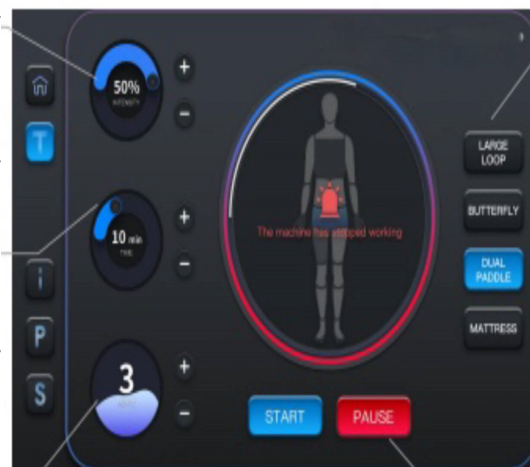 50%
INTENSITY
+
−
T
10 min
TIME
+
−
i
P
S
3
+
−
The machine has stopped working
START
PAUSE
LARGE
LOOP
BUTTERFLY
DUAL
PADDLE
MATTRESS